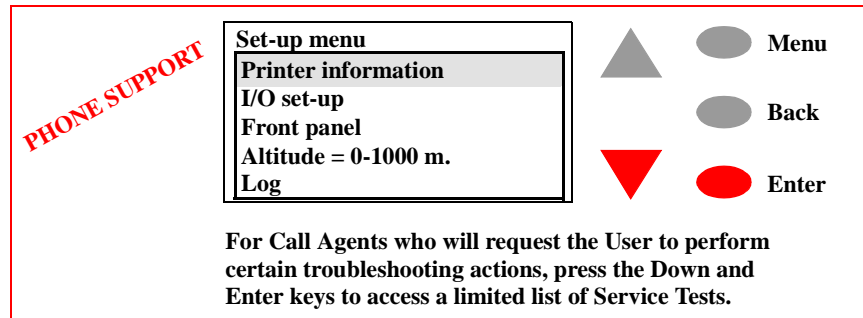 PHONE SUPPORT
Set-up menu
Printer information
I/O set-up
Front panel
Altitude = 0-1000 m.
Log
Menu
Back
Enter
For Call Agents who will request the User to perform
certain troubleshooting actions, press the Down and
Enter keys to access a limited list of Service Tests.